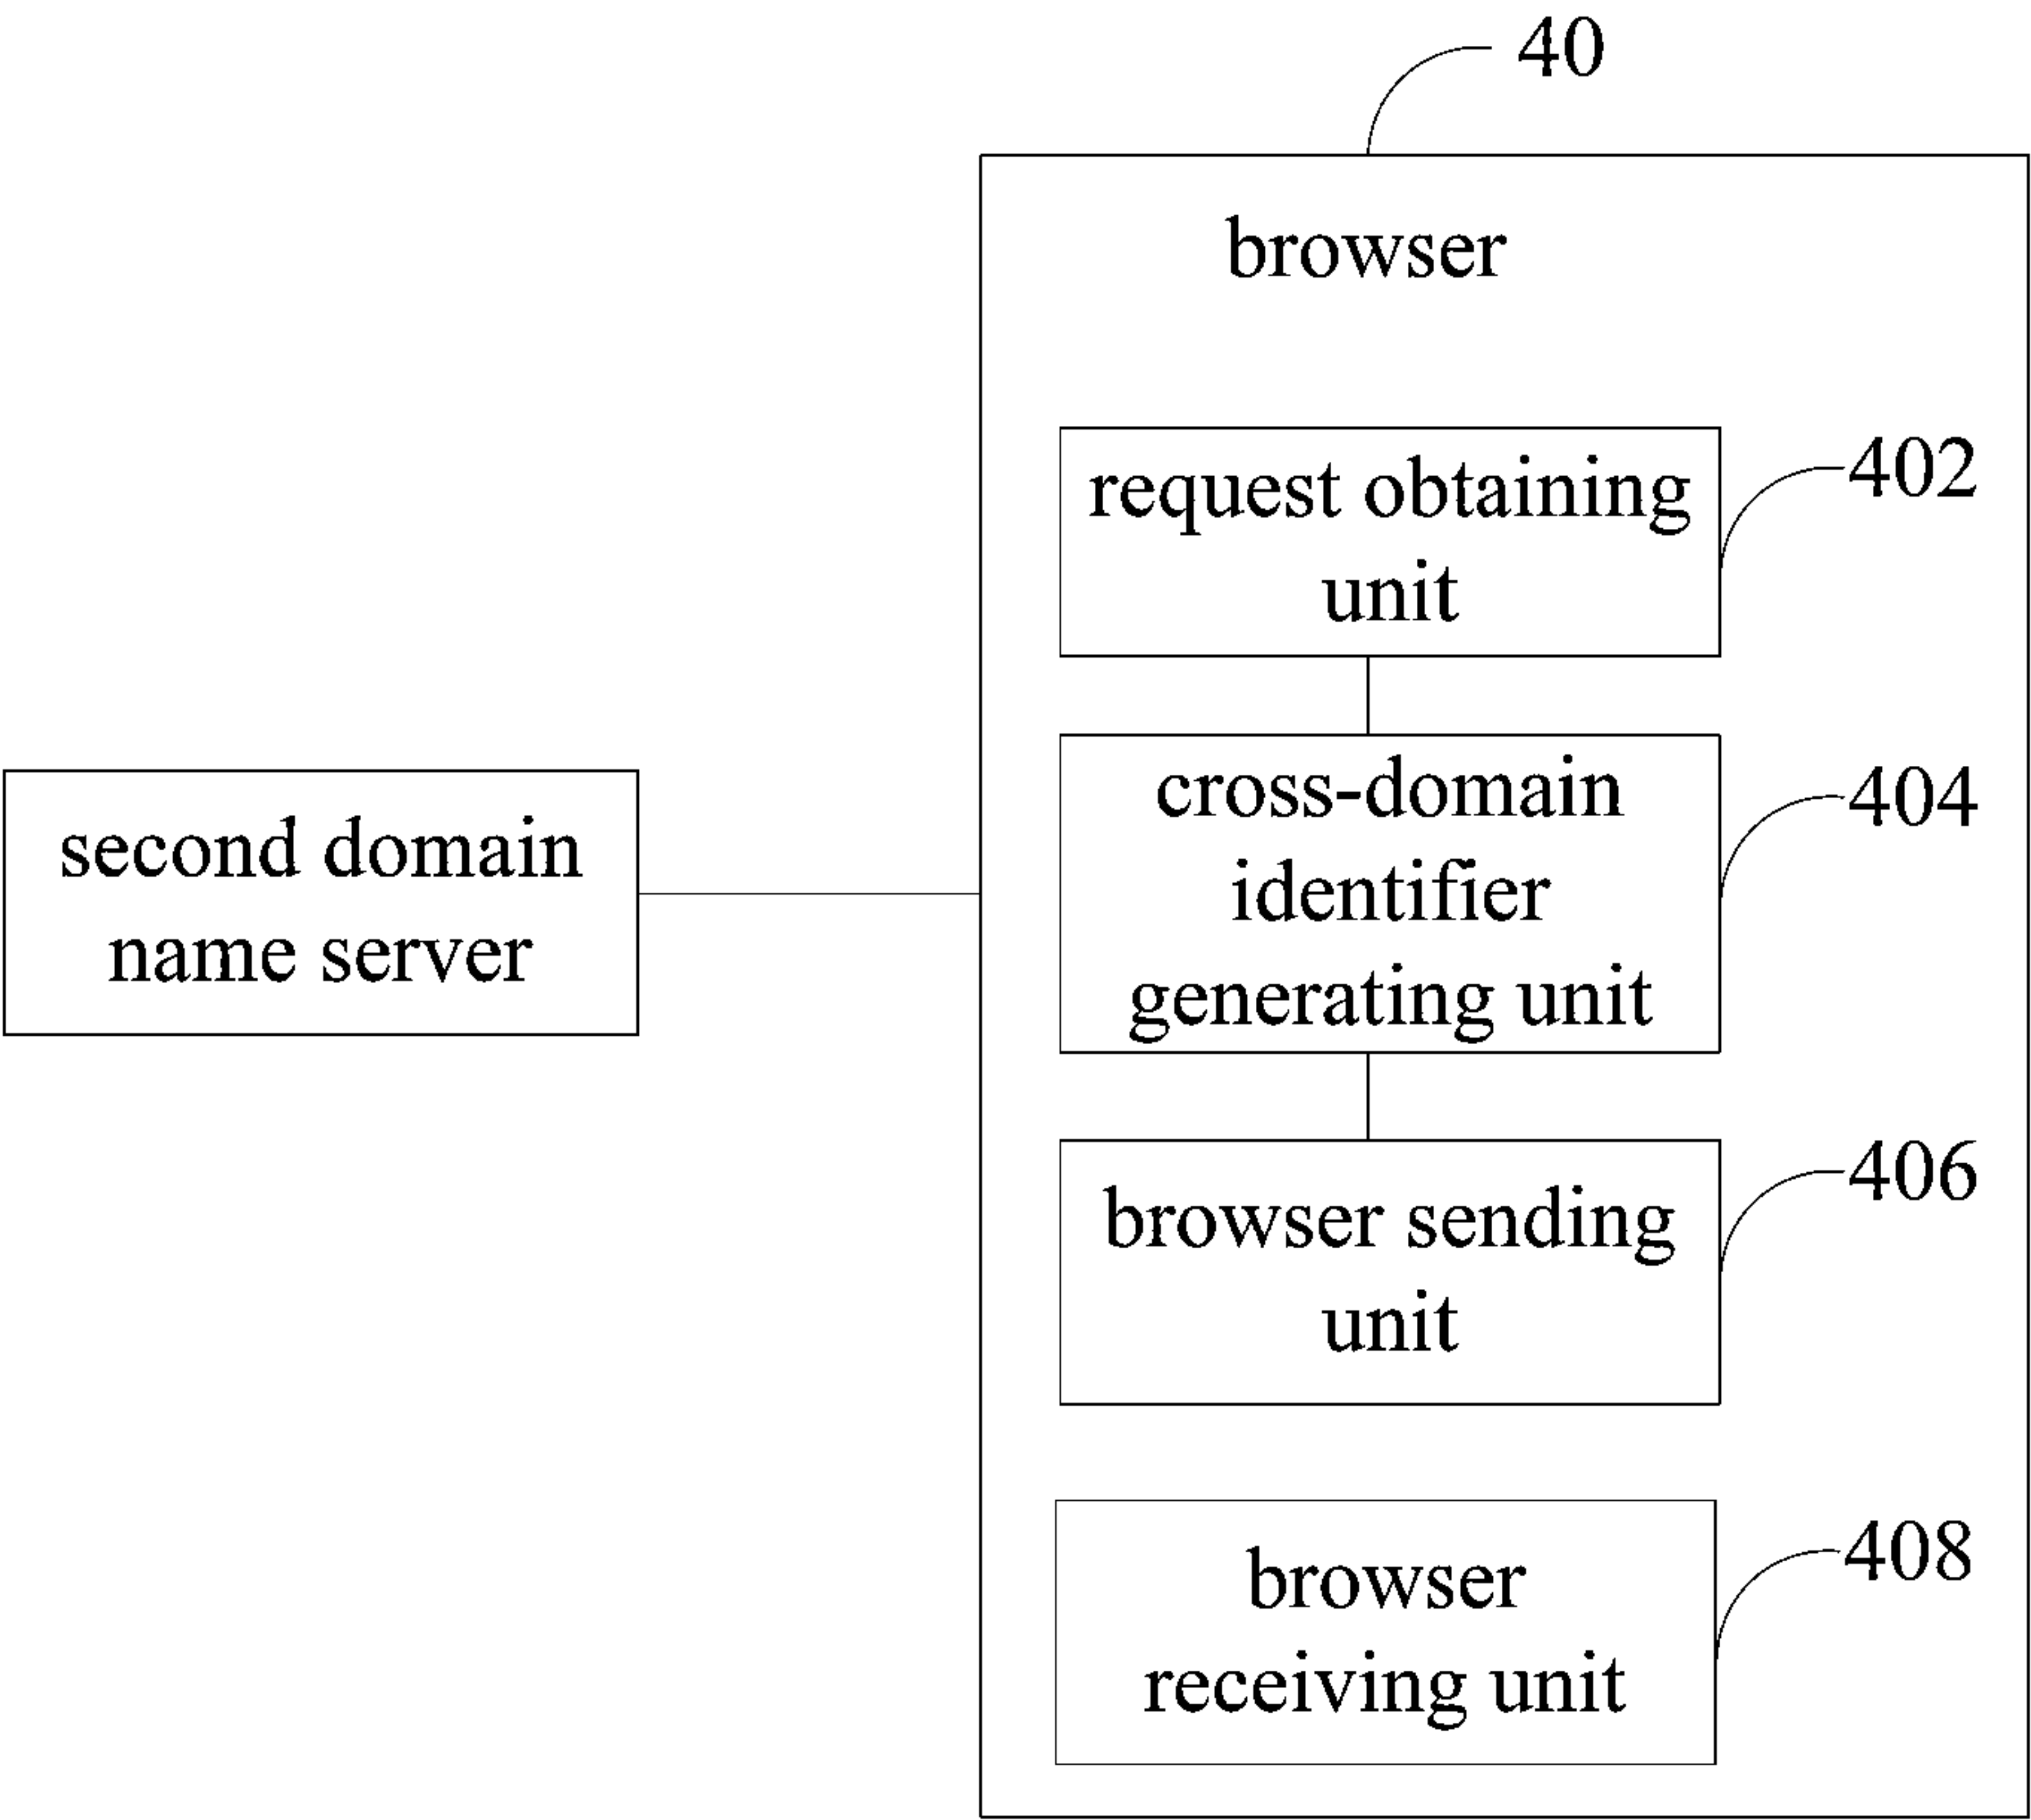 40
browser
request obtaining
unit
402
cross-domain
identifier
generating unit
404
second domain
name server
browser sending
unit
406
browser
receiving unit
408